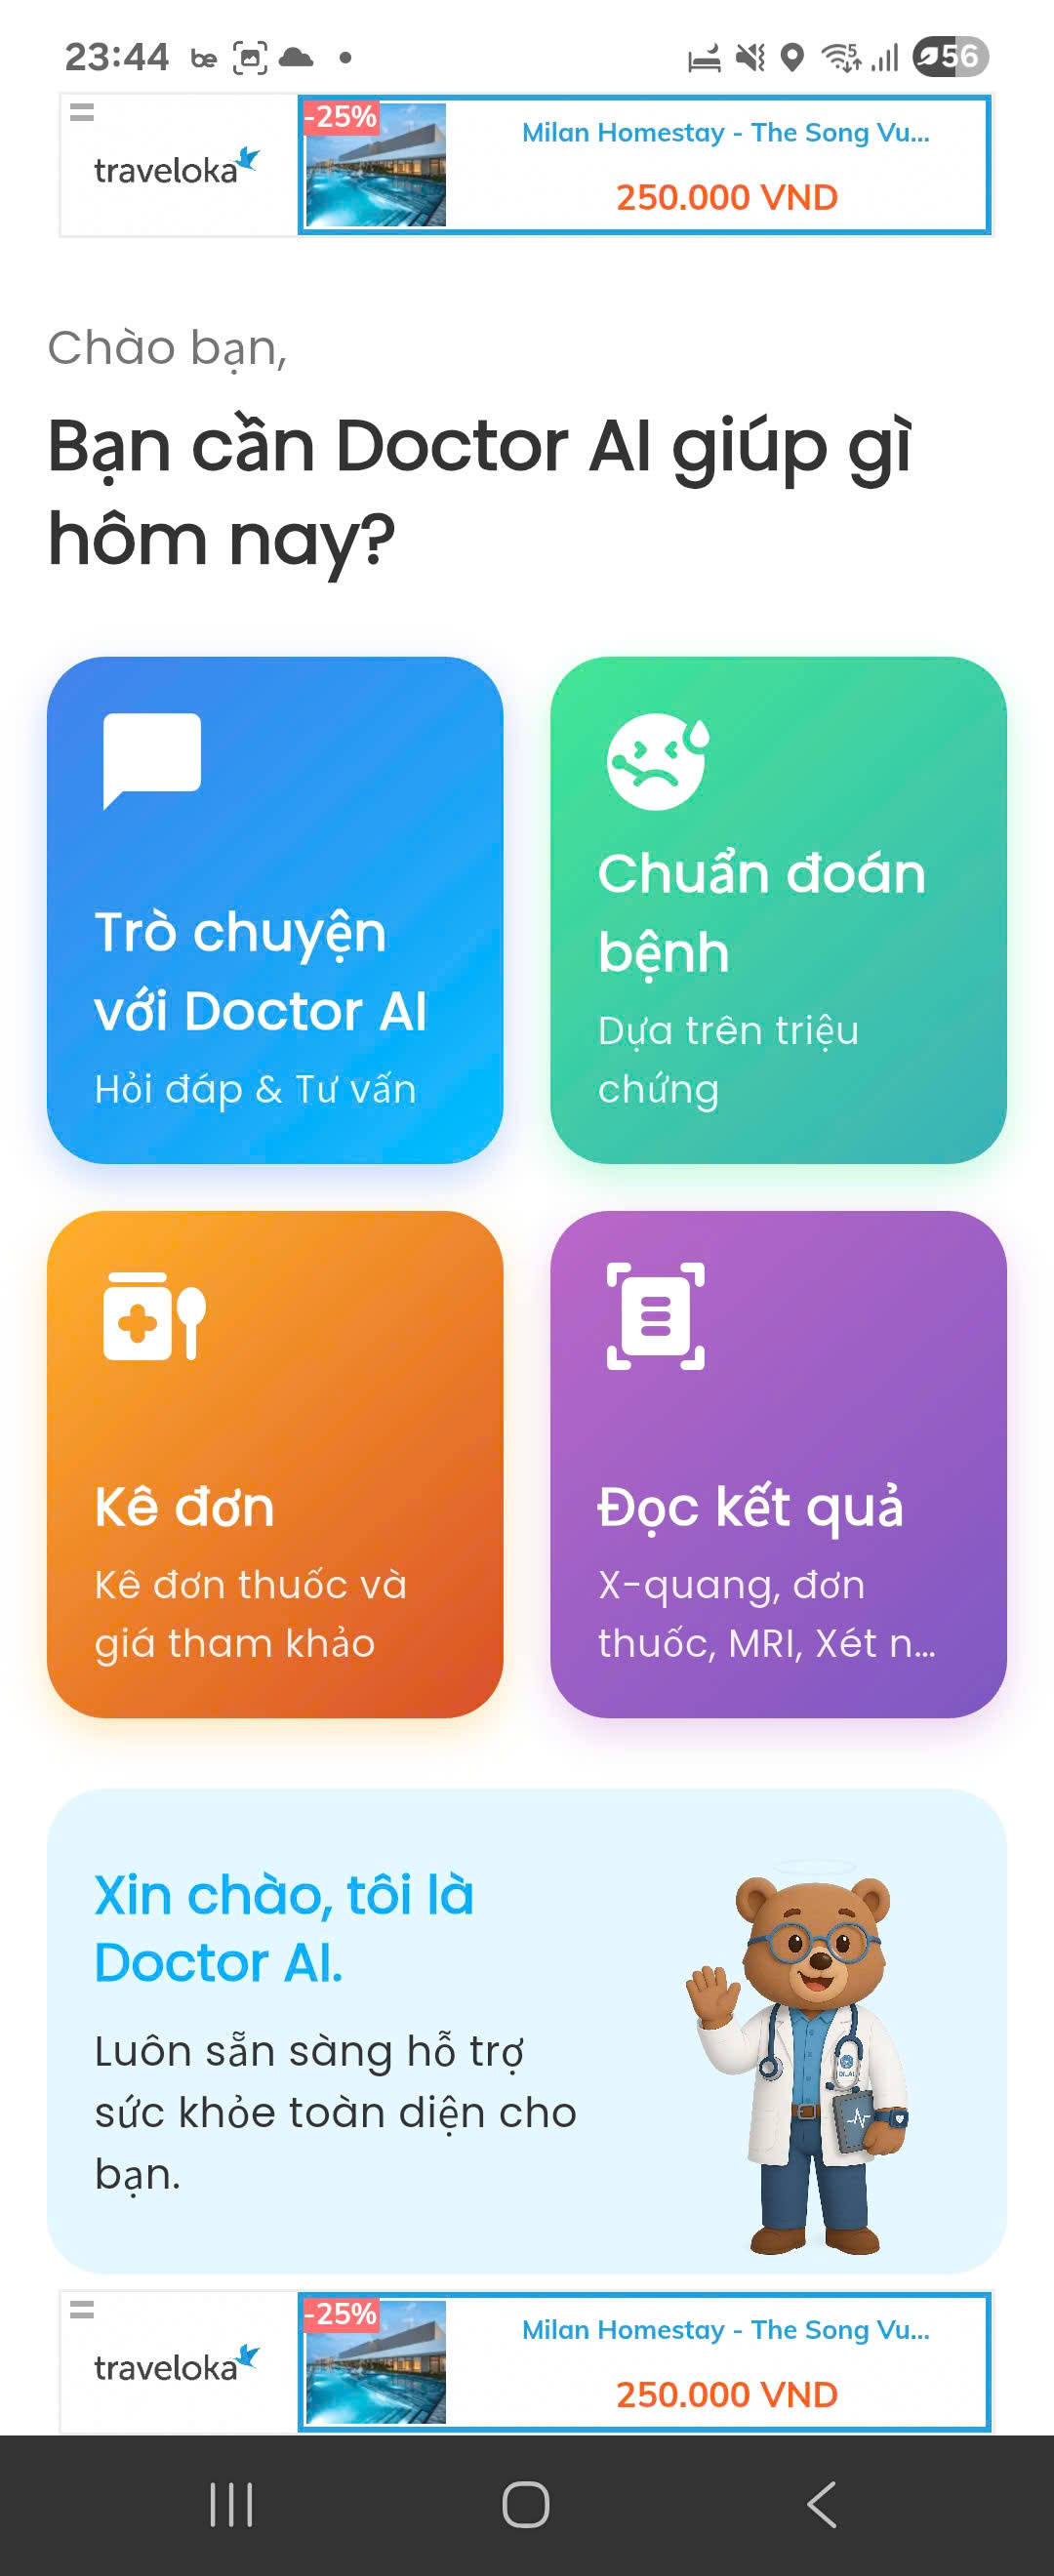 23:44 be 5 56
traveloka
-25%
Milan Homestay - The Song Vu...
250.000 VND
Chào bạn,
Bạn cần Doctor AI giúp gì
hôm nay?
Trò chuyện
với Doctor AI
Hỏi đáp & Tư vấn
Chuẩn đoán
bệnh
Dựa trên triệu
chứng
Kê đơn
Kê đơn thuốc và
giá tham khảo
Đọc kết quả
X-quang, đơn
thuốc, MRI, Xét n...
Xin chào, tôi là
Doctor AI.
Luôn sẵn sàng hỗ trợ
sức khỏe toàn diện cho
bạn.
traveloka
-25%
Milan Homestay - The Song Vu...
250.000 VND